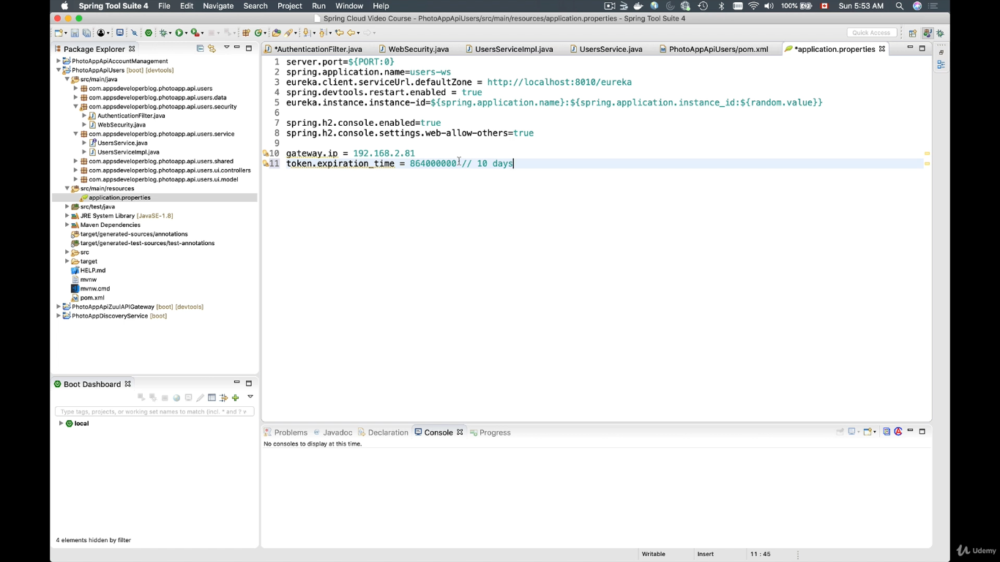 Spring Tool Suite 4 File Edit Navigate Search Project Run Window Help 100% Sun 5:53 AM
Spring Cloud Video Course - PhotoAppApiUsers/src/main/resources/application.properties - Spring Tool Suite 4
Quick Access
Package Explorer
*AuthenticationFilter.java WebSecurity.java UsersServiceImpl.java UsersService.java PhotoAppApiUsers/pom.xml *application.properties
PhotoAppApiAccountManagement
PhotoAppApiUsers [boot] [devtools]
src/main/java
com.appsdeveloperblog.photoapp.api.users
com.appsdeveloperblog.photoapp.api.users.data
com.appsdeveloperblog.photoapp.api.users.security
AuthenticationFilter.java
WebSecurity.java
com.appsdeveloperblog.photoapp.api.users.service
UsersService.java
UsersServiceImpl.java
com.appsdeveloperblog.photoapp.api.users.shared
com.appsdeveloperblog.photoapp.api.users.ui.controllers
com.appsdeveloperblog.photoapp.api.users.ui.model
src/main/resources
application.properties
src/test/java
JRE System Library [JavaSE-1.8]
Maven Dependencies
target/generated-sources/annotations
target/generated-test-sources/test-annotations
src
target
HELP.md
mvnw
mvnw.cmd
pom.xml
PhotoAppApiZuulAPIGateway [boot] [devtools]
PhotoAppDiscoveryService [boot]
1 server.port=${PORT:0}
2 spring.application.name=users-ws
3 eureka.client.serviceUrl.defaultZone = http://localhost:8010/eureka
4 spring.devtools.restart.enabled = true
5 eureka.instance.instance-id=${spring.application.name}:${spring.application.instance_id:${random.value}}
6
7 spring.h2.console.enabled=true
8 spring.h2.console.settings.web-allow-others=true
9
10 gateway.ip = 192.168.2.81
11 token.expiration_time = 864000000 // 10 days
Boot Dashboard
Type tags, projects, or working set names to match (incl. * and ? w
local
4 elements hidden by filter
Problems Javadoc Declaration Console Progress
No consoles to display at this time.
Writable Insert 11 : 45
Udemy